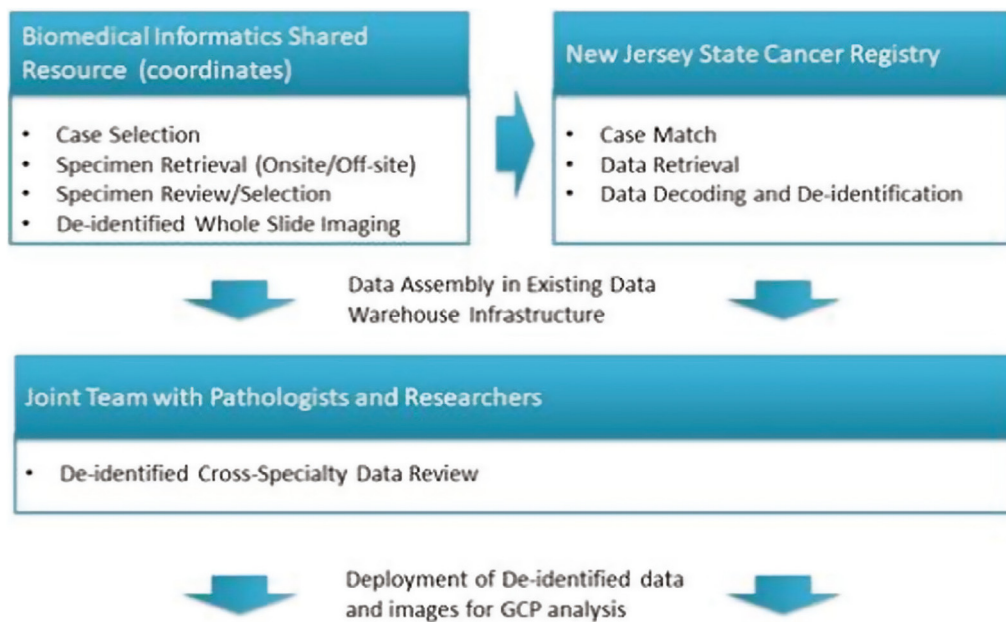 Biomedical Informatics Shared
Resource (coordinates)
• Case Selection
• Specimen Retrieval (Onsite/Off-site)
• Specimen Review/Selection
• De-identified Whole Slide Imaging
New Jersey State Cancer Registry
• Case Match
• Data Retrieval
• Data Decoding and De-identification
Data Assembly in Existing Data
Warehouse Infrastructure
Joint Team with Pathologists and Researchers
• De-identified Cross-Specialty Data Review
Deployment of De-identified data
and images for GCP analysis